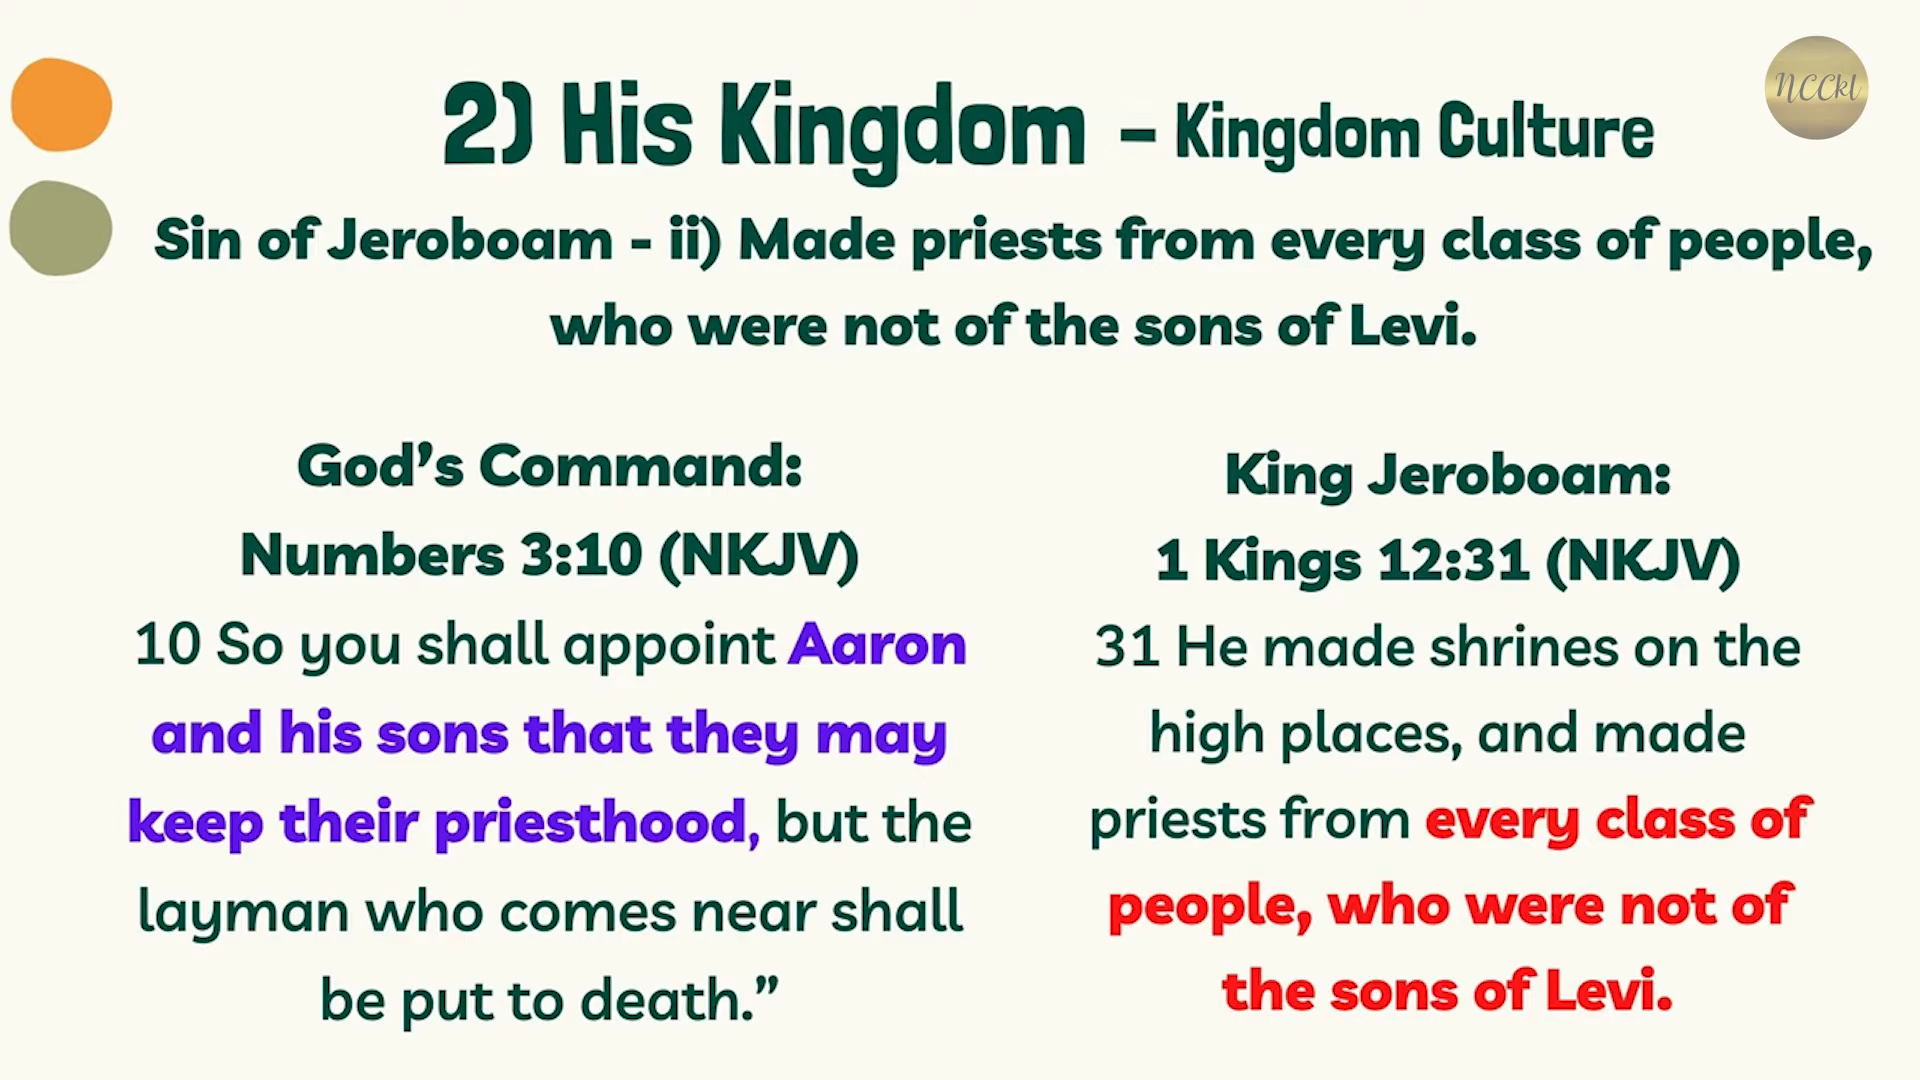 NCCkl
2) His Kingdom – Kingdom Culture
Sin of Jeroboam - ii) Made priests from every class of people,
who were not of the sons of Levi.
God’s Command:
Numbers 3:10 (NKJV)
10 So you shall appoint Aaron
and his sons that they may
keep their priesthood, but the
layman who comes near shall
be put to death.”
King Jeroboam:
1 Kings 12:31 (NKJV)
31 He made shrines on the
high places, and made
priests from every class of
people, who were not of
the sons of Levi.